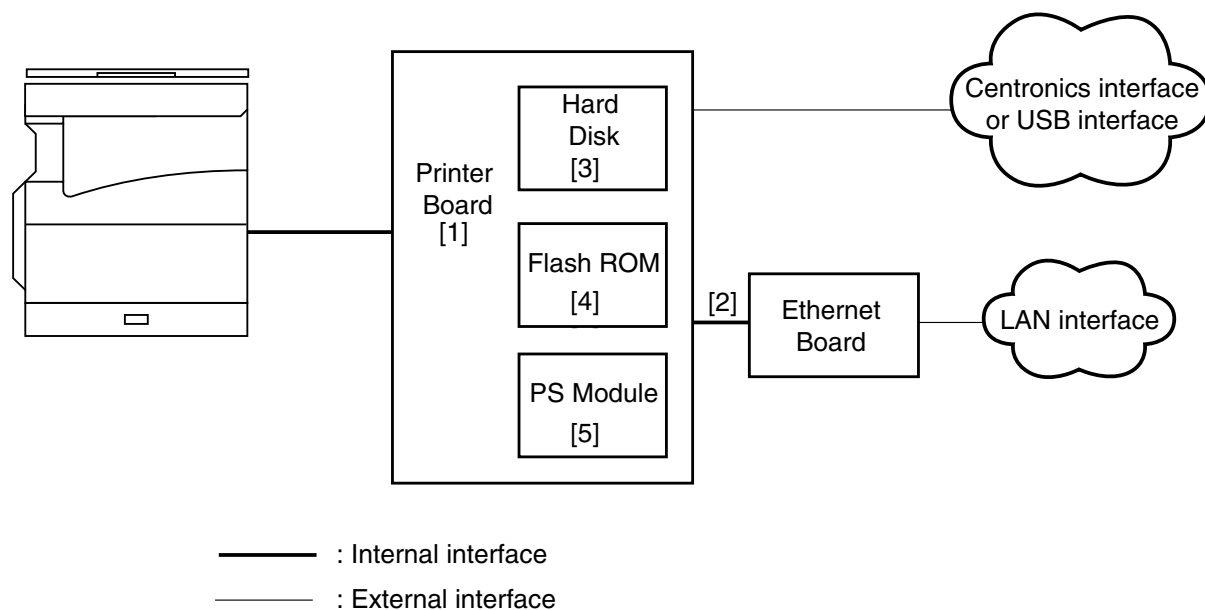 Hard
Disk
[3]
Printer
Board
[1]
Flash ROM
[4]
PS Module
[5]
Centronics interface
or USB interface
[2]
Ethernet
Board
LAN interface
: Internal interface
: External interface